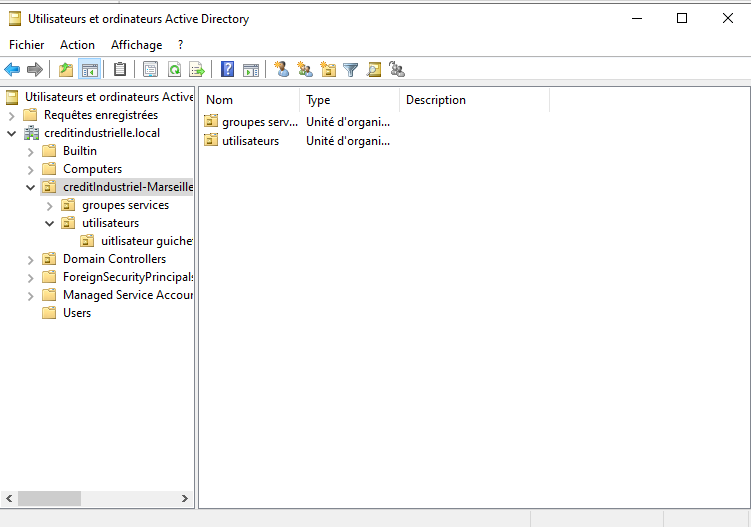 Utilisateurs et ordinateurs Active Directory
Fichier Action Affichage ?
Utilisateurs et ordinateurs Active
Requêtes enregistrées
creditindustrielle.local
Builtin
Computers
creditIndustriel-Marseille
groupes services
utilisateurs
uitlisateur guiche
Domain Controllers
ForeignSecurityPrincipals
Managed Service Accour
Users
Nom Type Description
groupes serv... Unité d'organi...
utilisateurs Unité d'organi...